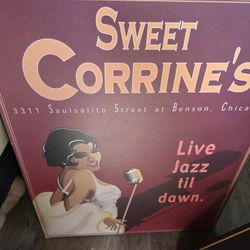 SWEET
CORRINE'S
3311 Saulsalito Street at Benson, Chica
Live
Jazz
til
dawn.